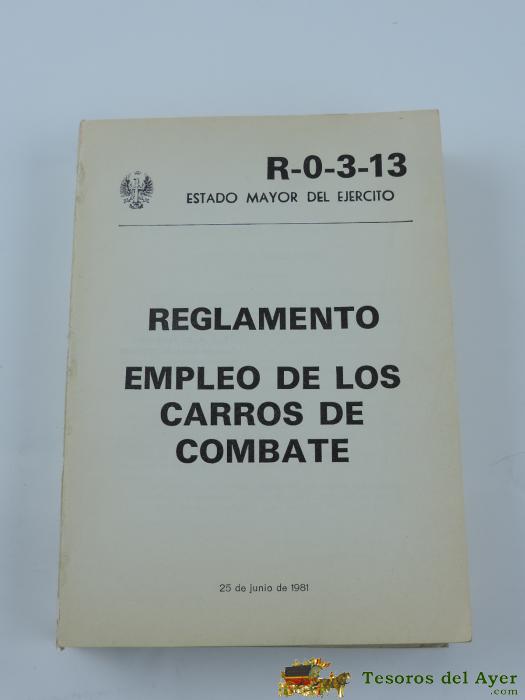 R-0-3-13
ESTADO MAYOR DEL EJERCITO
REGLAMENTO
EMPLEO DE LOS
CARROS DE
COMBATE
25 de junio de 1981
Tesoros del Ayer
.com